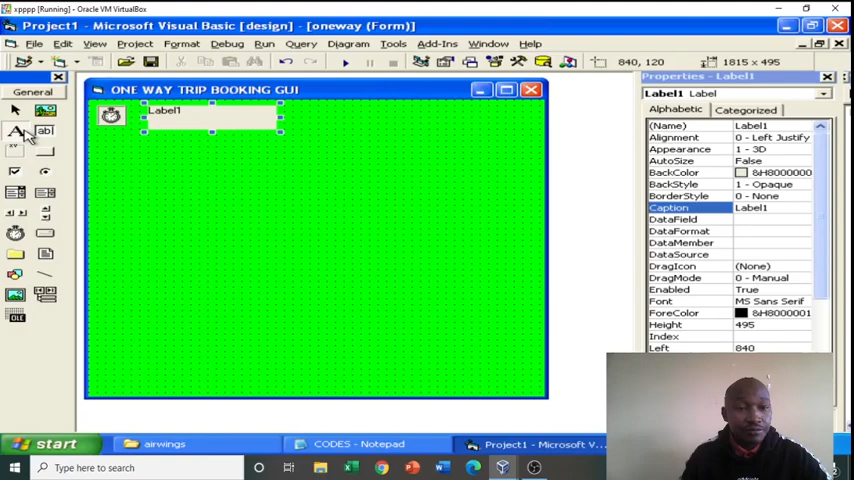 xpppp [Running] - Oracle VM VirtualBox
Project1 - Microsoft Visual Basic [design] - [oneway (Form)]
File Edit View Project Format Debug Run Query Diagram Tools Add-Ins Window Help
840, 120 1815 x 495
General
A ab|
xy
OLE
ONE WAY TRIP BOOKING GUI
Label1
Properties - Label1
Label1 Label
Alphabetic Categorized
(Name) Label1
Alignment 0 - Left Justify
Appearance 1 - 3D
AutoSize False
BackColor &H8000000
BackStyle 1 - Opaque
BorderStyle 0 - None
Caption Label1
DataField
DataFormat
DataMember
DataSource
DragIcon (None)
DragMode 0 - Manual
Enabled True
Font MS Sans Serif
ForeColor &H8000001
Height 495
Index
Left 840
start airwings CODES - Notepad Project1 - Microsoft V...
Type here to search